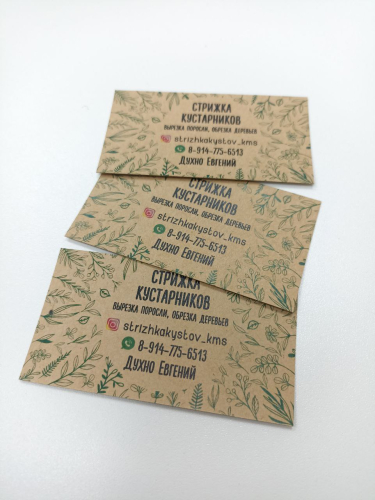 СТРИЖКА
КУСТАРНИКОВ
ВЫРЕЗКА ПОРОСЛИ, ОБРЕЗКА ДЕРЕВЬЕВ
strizhkakystov_kms
8-914-775-6513
Духно Евгений
СТРИЖКА
КУСТАРНИКОВ
ВЫРЕЗКА ПОРОСЛИ, ОБРЕЗКА ДЕРЕВЬЕВ
strizhkakystov_kms
8-914-775-6513
Духно Евгений
СТРИЖКА
КУСТАРНИКОВ
ВЫРЕЗКА ПОРОСЛИ, ОБРЕЗКА ДЕРЕВЬЕВ
strizhkakystov_kms
8-914-775-6513
Духно Евгений